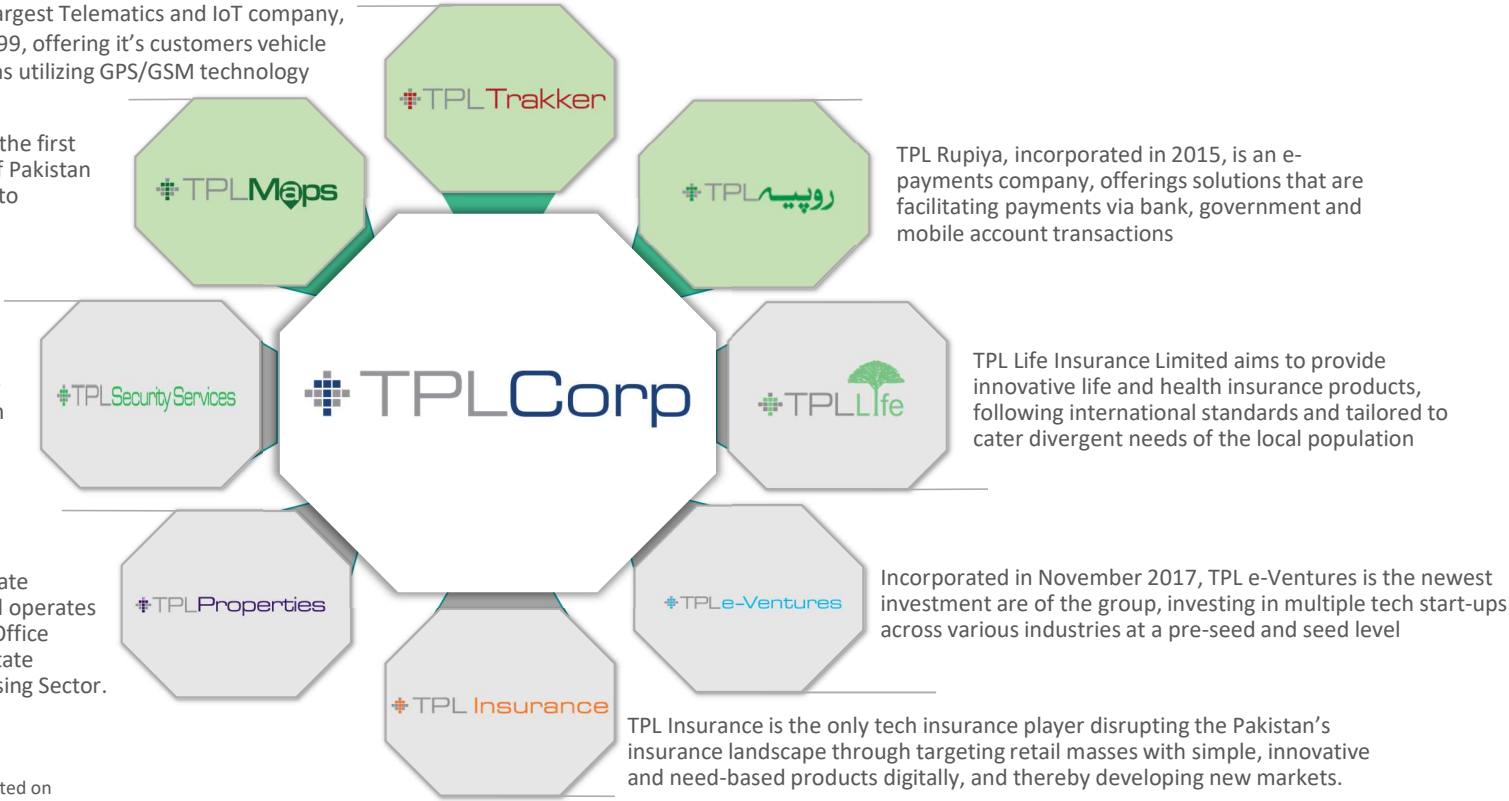 argest Telematics and IoT company,
99, offering it's customers vehicle
ns utilizing GPS/GSM technology
TPLTrakker
the first
f Pakistan
to
TPLMaps
TPLروپیہ
TPL Rupiya, incorporated in 2015, is an e-
payments company, offerings solutions that are
facilitating payments via bank, government and
mobile account transactions
TPLSecurity Services
TPLCorp
TPLLife
TPL Life Insurance Limited aims to provide
innovative life and health insurance products,
following international standards and tailored to
cater divergent needs of the local population
ate
operates
Office
tate
sing Sector.
TPLProperties
TPLe-Ventures
Incorporated in November 2017, TPL e-Ventures is the newest
investment are of the group, investing in multiple tech start-ups
across various industries at a pre-seed and seed level
TPL Insurance
TPL Insurance is the only tech insurance player disrupting the Pakistan's
insurance landscape through targeting retail masses with simple, innovative
and need-based products digitally, and thereby developing new markets.
ted on